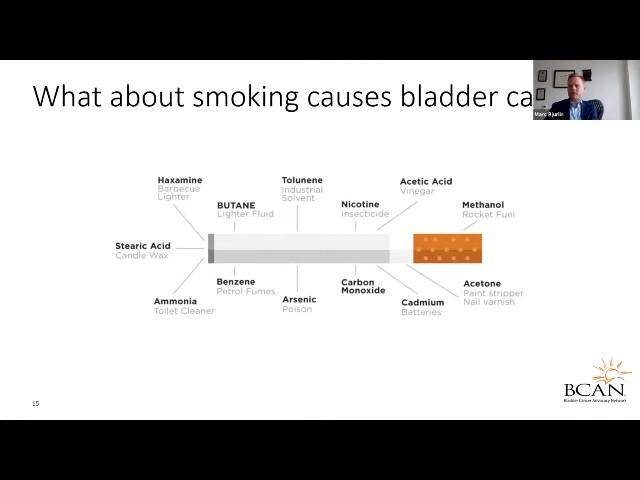 What about smoking causes bladder ca
Marc Bjurlin
Haxamine
Barbecue
Lighter
BUTANE
Lighter Fluid
Tolunene
Industrial
Solvent
Nicotine
Insecticide
Acetic Acid
Vinegar
Methanol
Rocket Fuel
Stearic Acid
Candle Wax
Ammonia
Toilet Cleaner
Benzene
Petrol Fumes
Arsenic
Poison
Carbon
Monoxide
Cadmium
Batteries
Acetone
Paint stripper
Nail varnish
15
BCAN
Bladder Cancer Advocacy Network